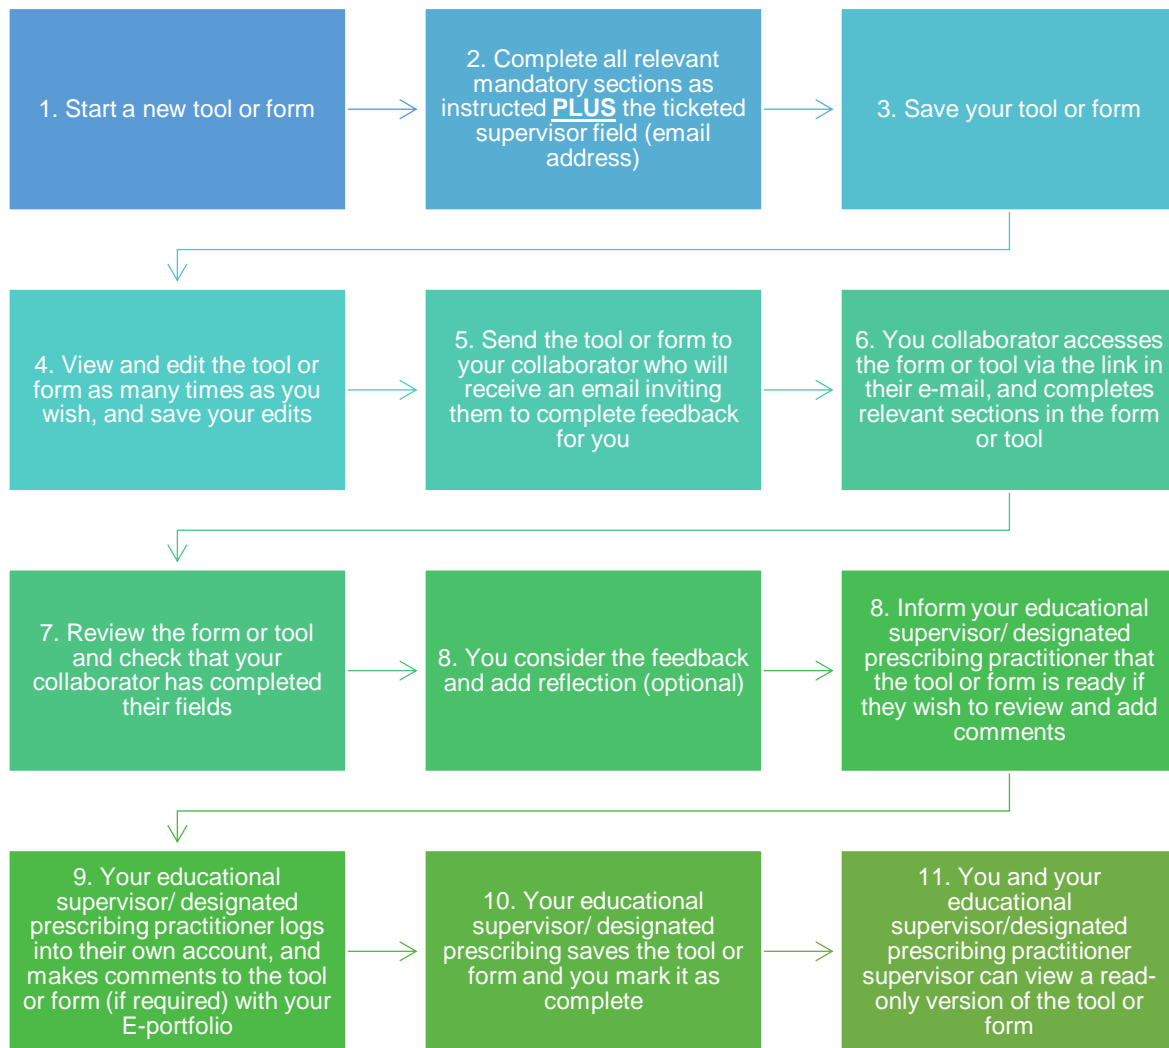 1. Start a new tool or form
2. Complete all relevant
mandatory sections as
instructed PLUS the ticketed
supervisor field (email
address)
3. Save your tool or form
4. View and edit the tool or
form as many times as you
wish, and save your edits
5. Send the tool or form to
your collaborator who will
receive an email inviting
them to complete feedback
for you
6. You collaborator accesses
the form or tool via the link in
their e-mail, and completes
relevant sections in the form
or tool
7. Review the form or tool
and check that your
collaborator has completed
their fields
8. You consider the feedback
and add reflection (optional)
8. Inform your educational
supervisor/ designated
prescribing practitioner that
the tool or form is ready if
they wish to review and add
comments
9. Your educational
supervisor/ designated
prescribing practitioner logs
into their own account, and
makes comments to the tool
or form (if required) with your
E-portfolio
10. Your educational
supervisor/ designated
prescribing saves the tool or
form and you mark it as
complete
11. You and your
educational
supervisor/designated
prescribing practitioner
supervisor can view a read-
only version of the tool or
form